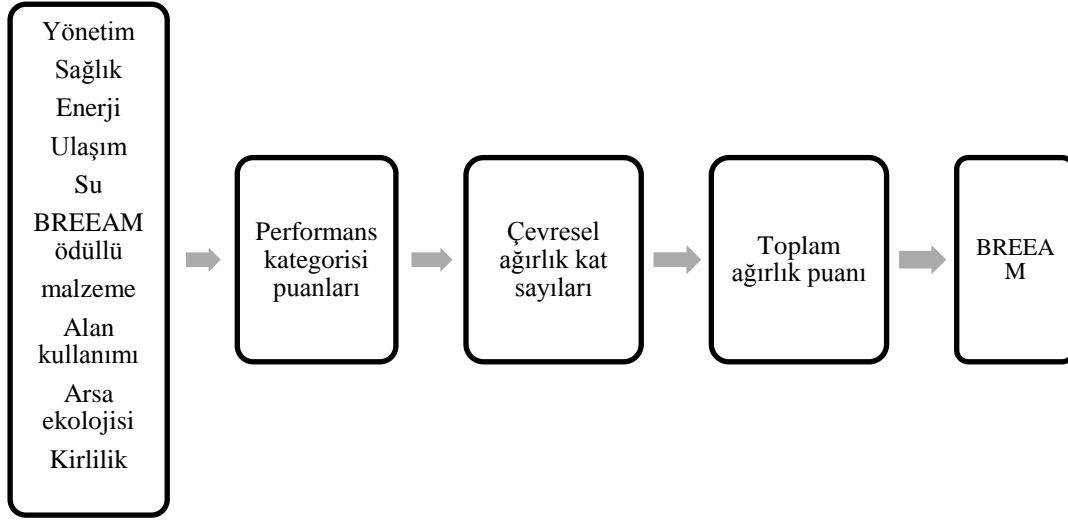 Yönetim
Sağlık
Enerji
Ulaşım
Su
BREEAM
ödüllü
malzeme
Alan
kullanımı
Arsa
ekolojisi
Kirlilik
Performans
kategorisi
puanları
Çevresel
ağırlık kat
sayıları
Toplam
ağırlık puanı
BREEA
M